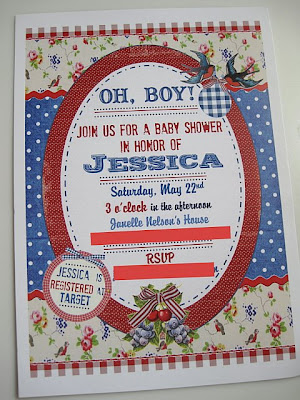 OH, BOY!
JOIN US FOR A BABY SHOWER
IN HONOR OF
JESSICA
Saturday, May 22nd
3 o'clock in the afternoon
Janelle Nelson's House
RSVP
JESSICA IS
REGISTERED AT
TARGET